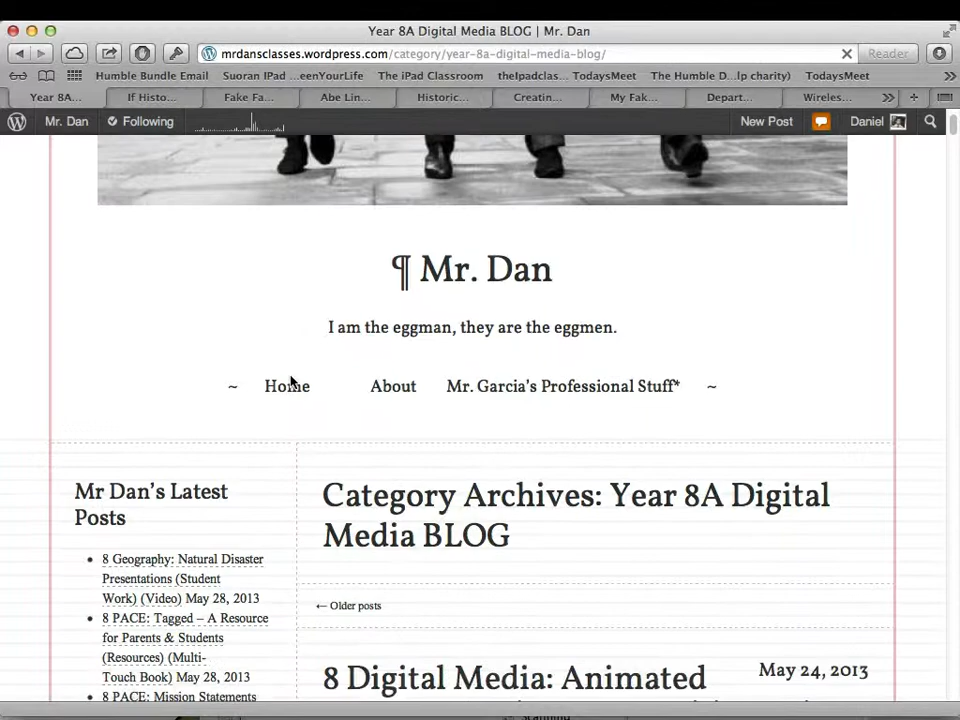 Year 8A Digital Media BLOG | Mr. Dan
mrdansclasses.wordpress.com/category/year-8a-digital-media-blog/
Reader
Humble Bundle Email Suoran IPad ...eenYourLife The iPad Classroom theIpadclas... TodaysMeet The Humble D...lp charity) TodaysMeet
Year 8A... If Histo... Fake Fa... Abe Lin... Historic... Creatin... My Fak... Depart... Wireles...
Mr. Dan Following New Post Daniel
¶ Mr. Dan
I am the eggman, they are the eggmen.
~ Home About Mr. Garcia's Professional Stuff* ~
Mr Dan's Latest
Posts
8 Geography: Natural Disaster
Presentations (Student
Work) (Video) May 28, 2013
8 PACE: Tagged – A Resource
for Parents & Students
(Resources) (Multi-
Touch Book) May 28, 2013
8 PACE: Mission Statements
Category Archives: Year 8A Digital
Media BLOG
← Older posts
8 Digital Media: Animated
May 24, 2013